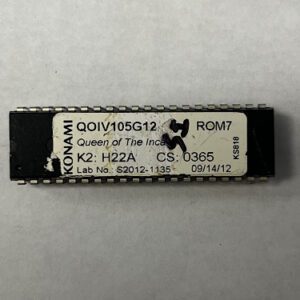 KONAMI
QOIV105G12 ROM7
Queen of The Inca
K2: H22A CS: 0365
Lab No.: S2012-1135 09/14/12
KS818